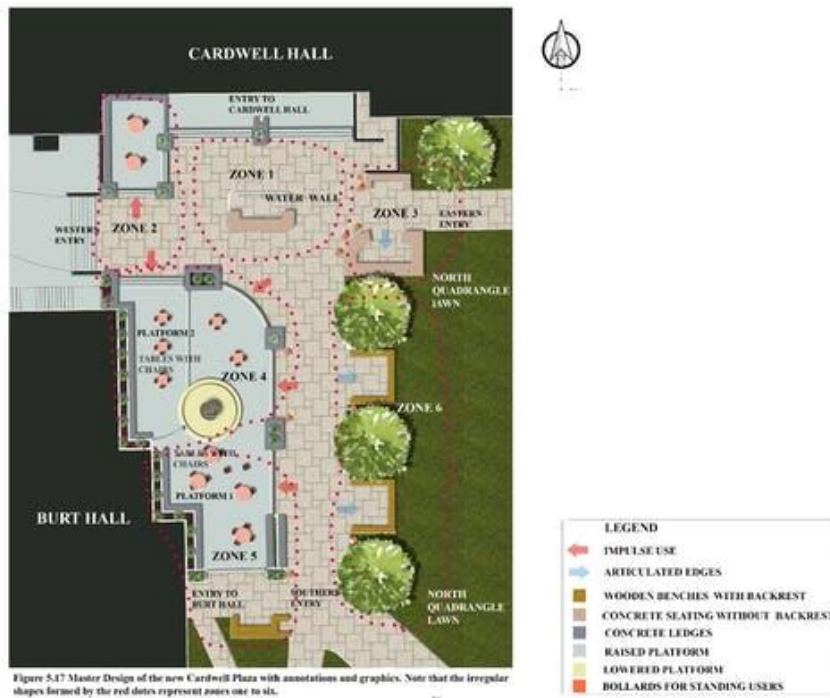 CARDWELL HALL
ENTRY TO
CARDWELL HALL
ZONE 1
WATER WALL
ZONE 2
WESTERN
ENTRY
ZONE 3
EASTERN
ENTRY
NORTH
QUADRANGLE
LAWN
PLATFORM 2
TABLES WITH
CHAIRS
ZONE 4
ZONE 6
TABLES WITH
CHAIRS
PLATFORM 1
BURT HALL
ZONE 5
ENTRY TO
BURT HALL
SOUTHERN
ENTRY
NORTH
QUADRANGLE
LAWN
LEGEND
IMPULSE USE
ARTICULATED EDGES
WOODEN BENCHES WITH BACKREST
CONCRETE SEATING WITHOUT BACKREST
CONCRETE LEDGES
RAISED PLATFORM
LOWERED PLATFORM
BOLLARDS FOR STANDING USERS
Figure 5.17 Master Design of the new Cardwell Plaza with annotations and graphics. Note that the irregular
shapes formed by the red dotes represent zones one to six.